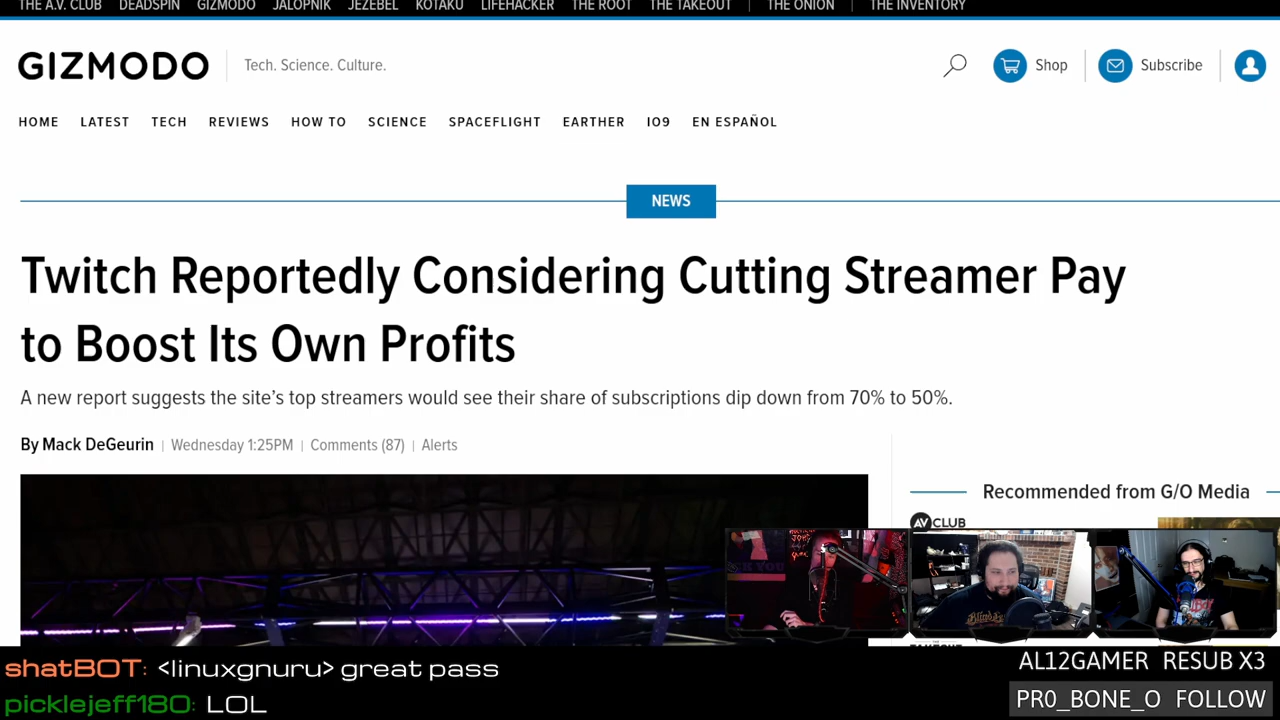 THE A.V. CLUB DEADSPIN GIZMODO JALOPNIK JEZEBEL KOTAKU LIFEHACKER THE ROOT THE TAKEOUT THE ONION THE INVENTORY
GIZMODO Tech. Science. Culture. Shop Subscribe
HOME LATEST TECH REVIEWS HOW TO SCIENCE SPACEFLIGHT EARTHER IO9 EN ESPAÑOL
NEWS
Twitch Reportedly Considering Cutting Streamer Pay
to Boost Its Own Profits
A new report suggests the site's top streamers would see their share of subscriptions dip down from 70% to 50%.
By Mack DeGeurin | Wednesday 1:25PM | Comments (87) | Alerts
Recommended from G/O Media
AV CLUB
shatBOT: <linuxgnuru> great pass
picklejeff180: LOL
AL12GAMER RESUB X3
PR0_BONE_O FOLLOW